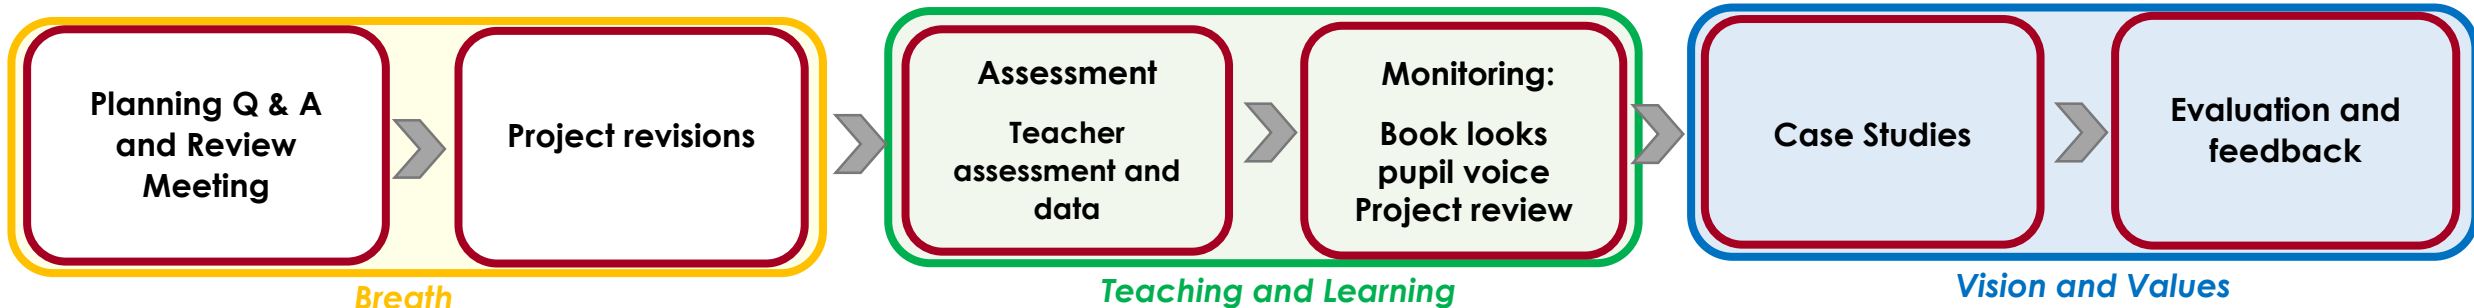 Planning Q & A
and Review
Meeting
Project revisions
Breath
Assessment
Teacher
assessment and
data
Monitoring:
Book looks
pupil voice
Project review
Teaching and Learning
Case Studies
Evaluation and
feedback
Vision and Values